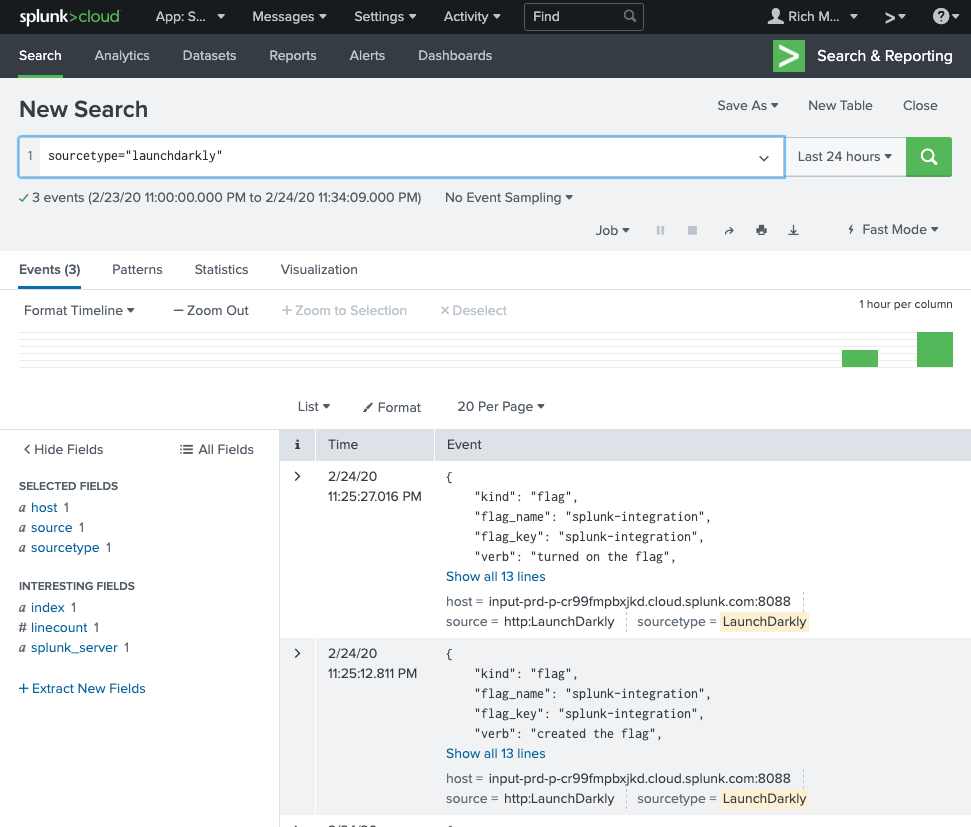 splunk>cloud App: S... Messages Settings Activity Find Rich M... >
Search Analytics Datasets Reports Alerts Dashboards > Search & Reporting
New Search Save As New Table Close
1 sourcetype="launchdarkly" Last 24 hours
✓ 3 events (2/23/20 11:00:00.000 PM to 2/24/20 11:34:09.000 PM) No Event Sampling
Job Fast Mode
Events (3) Patterns Statistics Visualization
Format Timeline — Zoom Out + Zoom to Selection × Deselect 1 hour per column
List Format 20 Per Page
< Hide Fields All Fields
SELECTED FIELDS
a host 1
a source 1
a sourcetype 1
INTERESTING FIELDS
a index 1
# linecount 1
a splunk_server 1
+ Extract New Fields
i Time Event
> 2/24/20 {
11:25:27.016 PM "kind": "flag",
"flag_name": "splunk-integration",
"flag_key": "splunk-integration",
"verb": "turned on the flag",
Show all 13 lines
host = input-prd-p-cr99fmpbxjkd.cloud.splunk.com:8088
source = http:LaunchDarkly sourcetype = LaunchDarkly
> 2/24/20 {
11:25:12.811 PM "kind": "flag",
"flag_name": "splunk-integration",
"flag_key": "splunk-integration",
"verb": "created the flag",
Show all 13 lines
host = input-prd-p-cr99fmpbxjkd.cloud.splunk.com:8088
source = http:LaunchDarkly sourcetype = LaunchDarkly